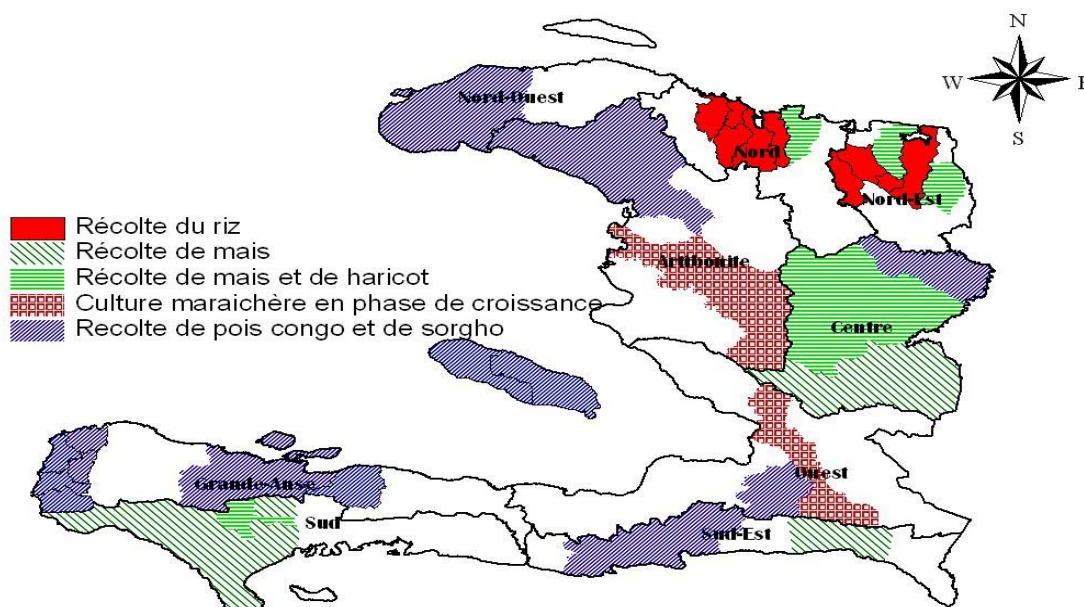 N
W
E
S
Nord-Ouest
Nord
Nord-Est
Récolte du riz
Récolte de mais
Récolte de mais et de haricot
Culture maraichère en phase de croissance
Recolte de pois congo et de sorgho
Artibonite
Centre
Ouest
Grande-Anse
Sud
Sud-Est